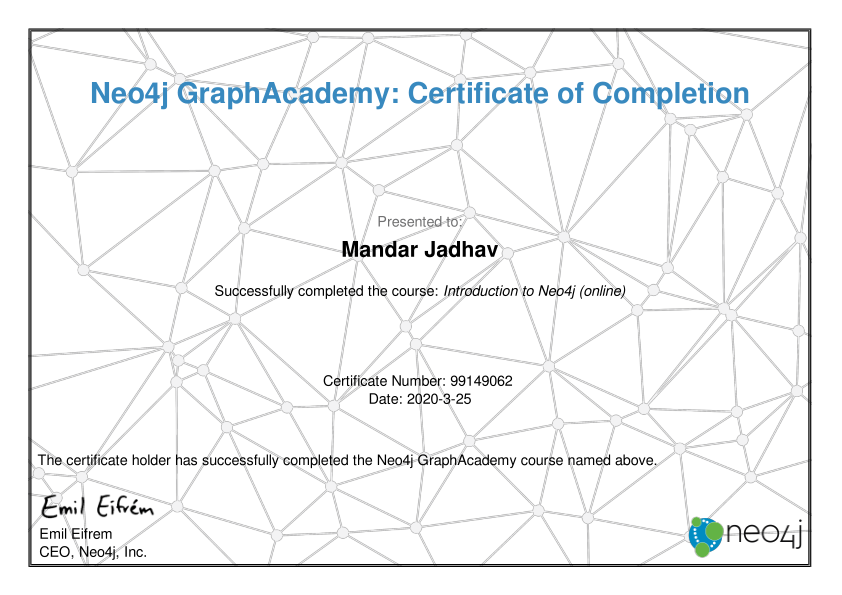 Neo4j GraphAcademy: Certificate of Completion
Presented to:
Mandar Jadhav
Successfully completed the course: Introduction to Neo4j (online)
Certificate Number: 99149062
Date: 2020-3-25
The certificate holder has successfully completed the Neo4j GraphAcademy course named above.
Emil Eifrém
Emil Eifrem
CEO, Neo4j, Inc.
neo4j